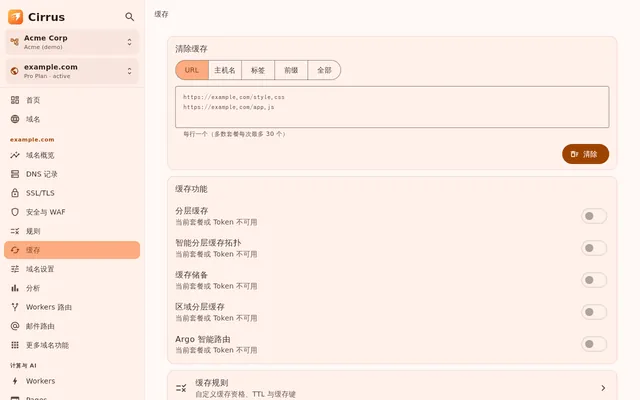 Cirrus
Acme Corp
Acme (demo)
example.com
Pro Plan · active
首页
域名
example.com
域名概览
DNS 记录
SSL/TLS
安全与 WAF
规则
缓存
域名设置
分析
Workers 路由
邮件路由
更多域名功能
计算与 AI
Workers
Pages
缓存
清除缓存
URL
主机名
标签
前缀
全部
https://example.com/style.css
https://example.com/app.js
每行一个（多数套餐每次最多 30 个）
清除
缓存功能
分层缓存
当前套餐或 Token 不可用
智能分层缓存拓扑
当前套餐或 Token 不可用
缓存储备
当前套餐或 Token 不可用
区域分层缓存
当前套餐或 Token 不可用
Argo 智能路由
当前套餐或 Token 不可用
缓存规则
自定义缓存资格、TTL 与缓存键